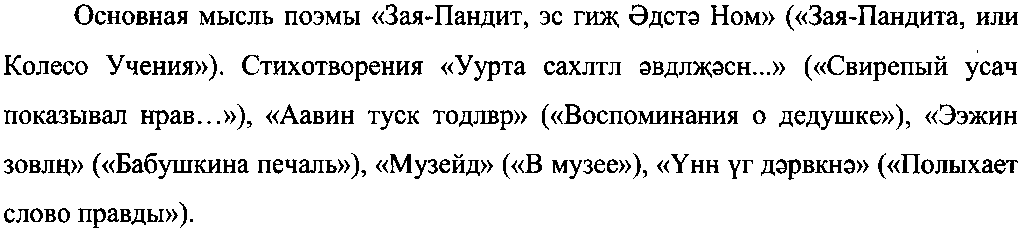 Основная мысль поэмы «Зая-Пандит, эс гиҗ Әдстә Ном» («Зая-Пандита, или
Колесо Учения»). Стихотворения «Уурта сахлтл әвдлҗәсн...» («Свирепый усач
показывал нрав…»), «Аавин туск тодлвр» («Воспоминания о дедушке»), «Ээжин
зовлң» («Бабушкина печаль»), «Музейд» («В музее»), «Үнн үг дәрвкнә» («Полыхает
слово правды»).